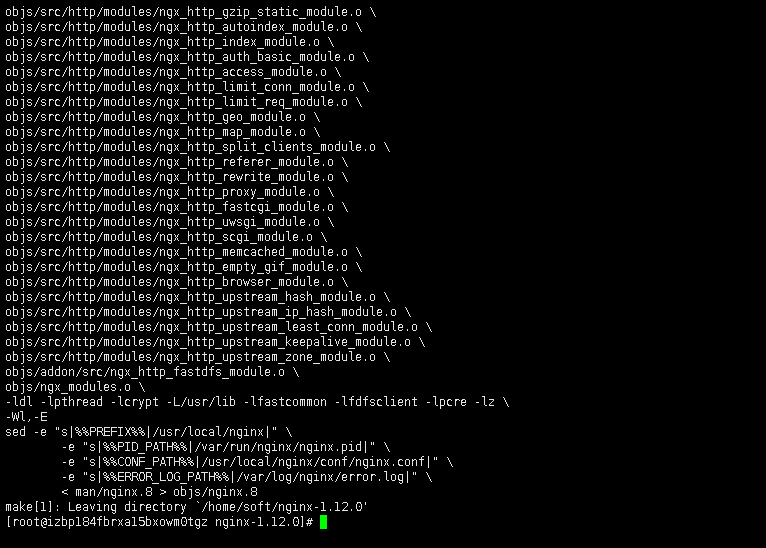 objs/src/http/modules/ngx_http_gzip_static_module.o \
objs/src/http/modules/ngx_http_autoindex_module.o \
objs/src/http/modules/ngx_http_index_module.o \
objs/src/http/modules/ngx_http_auth_basic_module.o \
objs/src/http/modules/ngx_http_access_module.o \
objs/src/http/modules/ngx_http_limit_conn_module.o \
objs/src/http/modules/ngx_http_limit_req_module.o \
objs/src/http/modules/ngx_http_geo_module.o \
objs/src/http/modules/ngx_http_map_module.o \
objs/src/http/modules/ngx_http_split_clients_module.o \
objs/src/http/modules/ngx_http_referer_module.o \
objs/src/http/modules/ngx_http_rewrite_module.o \
objs/src/http/modules/ngx_http_proxy_module.o \
objs/src/http/modules/ngx_http_fastcgi_module.o \
objs/src/http/modules/ngx_http_uwsgi_module.o \
objs/src/http/modules/ngx_http_scgi_module.o \
objs/src/http/modules/ngx_http_memcached_module.o \
objs/src/http/modules/ngx_http_empty_gif_module.o \
objs/src/http/modules/ngx_http_browser_module.o \
objs/src/http/modules/ngx_http_upstream_hash_module.o \
objs/src/http/modules/ngx_http_upstream_ip_hash_module.o \
objs/src/http/modules/ngx_http_upstream_least_conn_module.o \
objs/src/http/modules/ngx_http_upstream_keepalive_module.o \
objs/src/http/modules/ngx_http_upstream_zone_module.o \
objs/addon/src/ngx_http_fastdfs_module.o \
objs/ngx_modules.o \
-ldl -lpthread -lcrypt -L/usr/lib -lfastcommon -lfdfsclient -lpcre -lz \
-Wl,-E
sed -e "s|%%PREFIX%%|/usr/local/nginx|" \
-e "s|%%PID_PATH%%|/var/run/nginx/nginx.pid|" \
-e "s|%%CONF_PATH%%|/usr/local/nginx/conf/nginx.conf|" \
-e "s|%%ERROR_LOG_PATH%%|/var/log/nginx/error.log|" \
< man/nginx.8 > objs/nginx.8
make[1]: Leaving directory `/home/soft/nginx-1.12.0'
[root@izbp184fbrxa15bxowm0tgz nginx-1.12.0]#